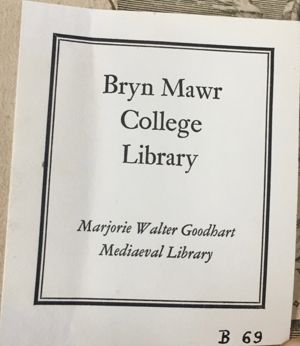 Bryn Mawr
College
Library
Marjorie Walter Goodhart
Mediaeval Library
B 69